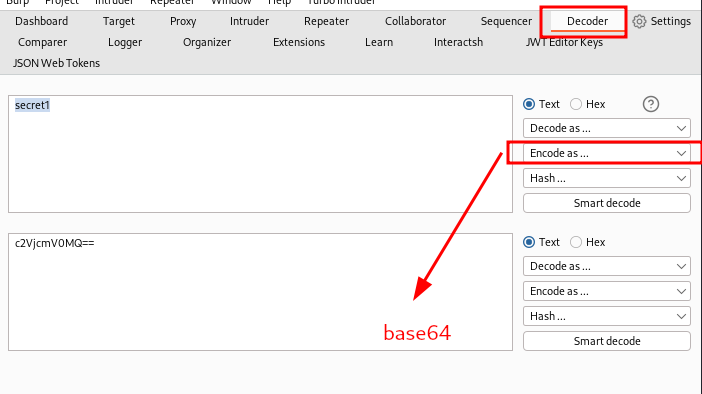 Burp Project Intruder Repeater Window Help Turbo Intruder
Dashboard Target Proxy Intruder Repeater Collaborator Sequencer Decoder Settings
Comparer Logger Organizer Extensions Learn Interactsh JWT Editor Keys
JSON Web Tokens
secret1
Text Hex ?
Decode as ...
Encode as ...
Hash ...
Smart decode
c2VjcmV0MQ==
Text Hex
Decode as ...
Encode as ...
Hash ...
Smart decode
base64